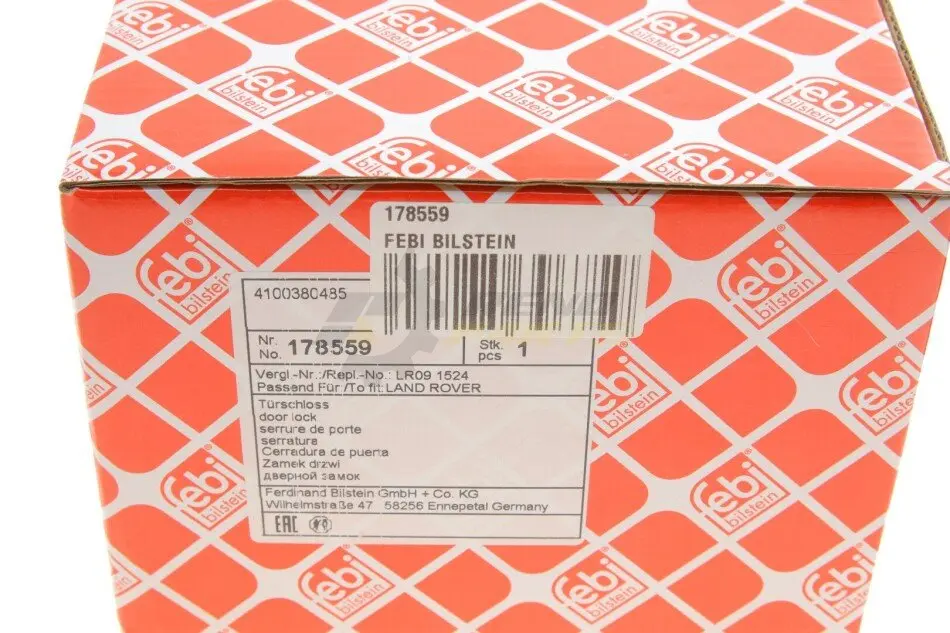 febi
bilstein
178559
FEBI BILSTEIN
4100380485
Nr.
No. 178559
Stk.
pcs 1
Vergl.-Nr.:/Repl.-No.: LR09 1524
Passend Für:/To fit:LAND ROVER
Türschloss
door lock
serrure de porte
serratura
Cerradura de puerta
Zamek drzwi
дверной замок
Ferdinand Bilstein GmbH + Co. KG
Wilhelmstraße 47 58256 Ennepetal Germany
EAC